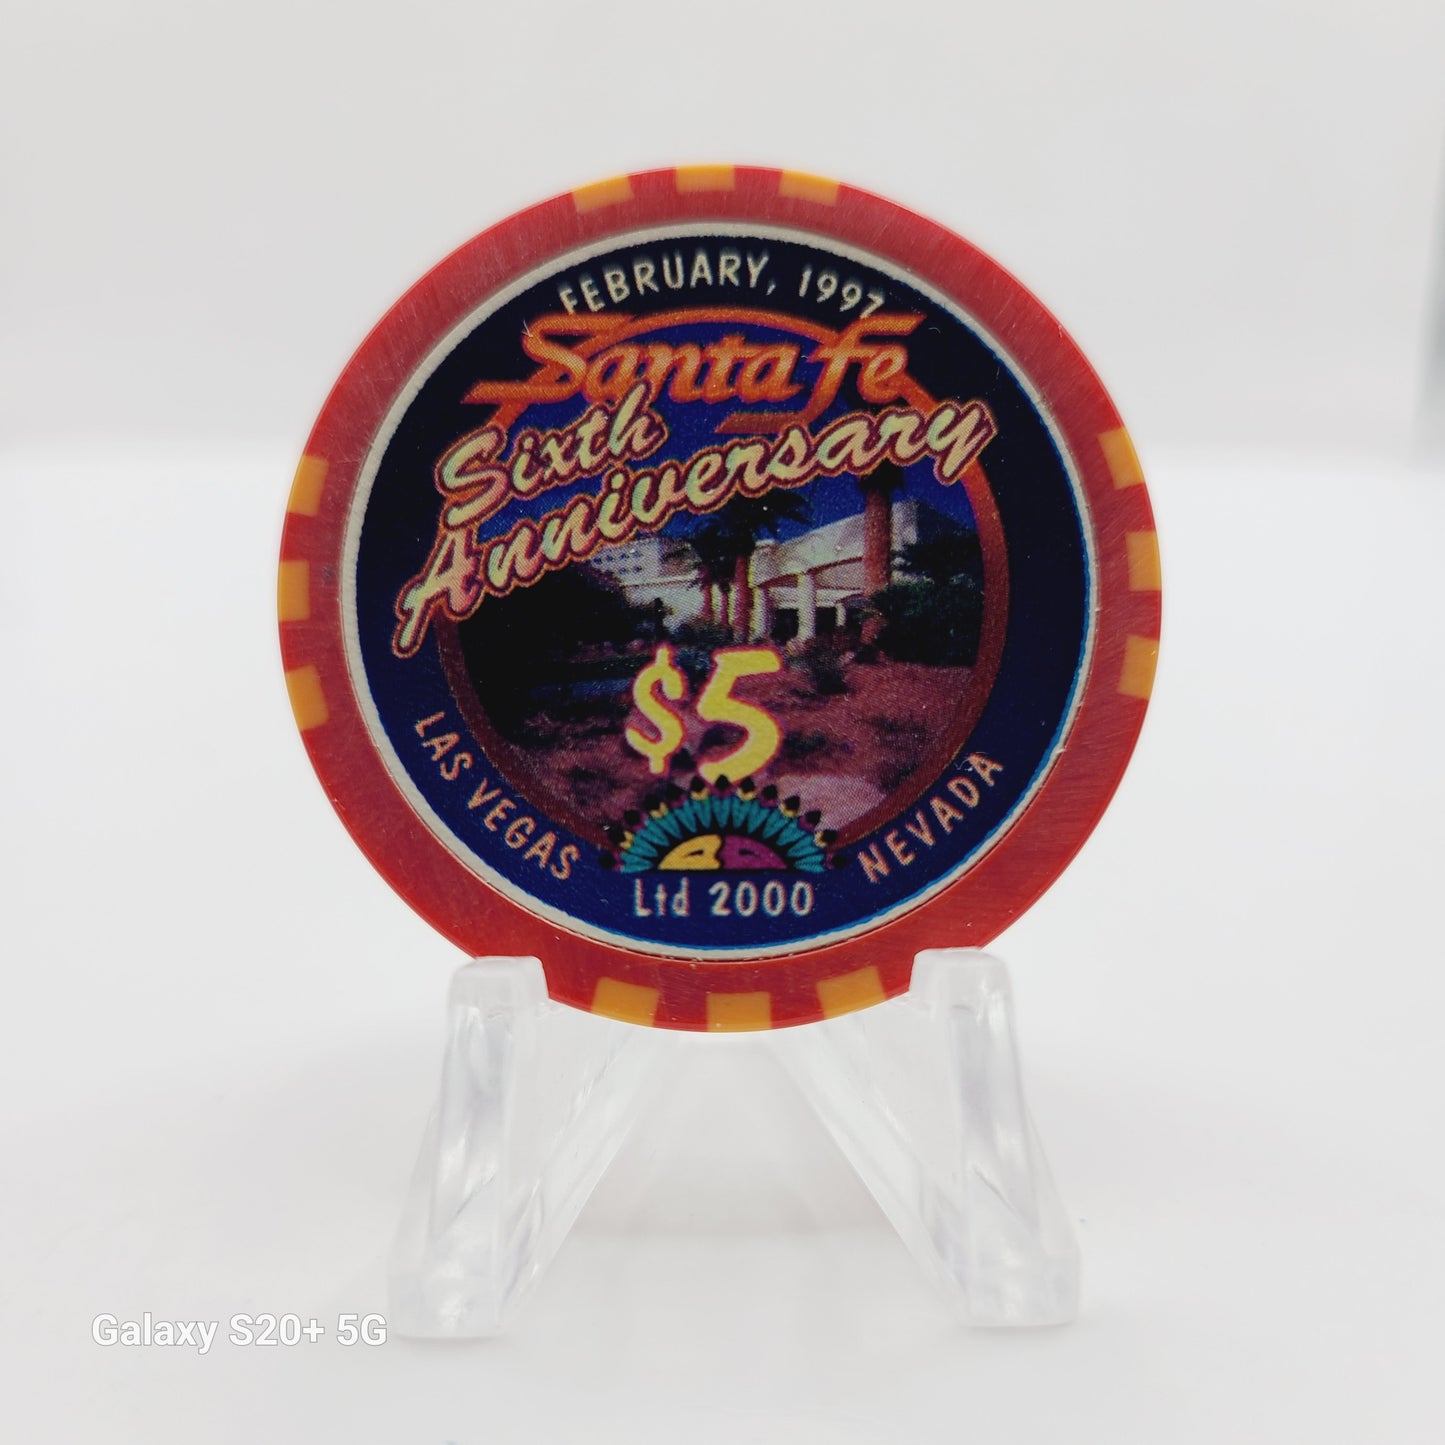 FEBRUARY, 1997
Santa fe
Sixth
Anniversary
$5
LAS VEGAS
NEVADA
Ltd 2000
Galaxy S20+ 5G